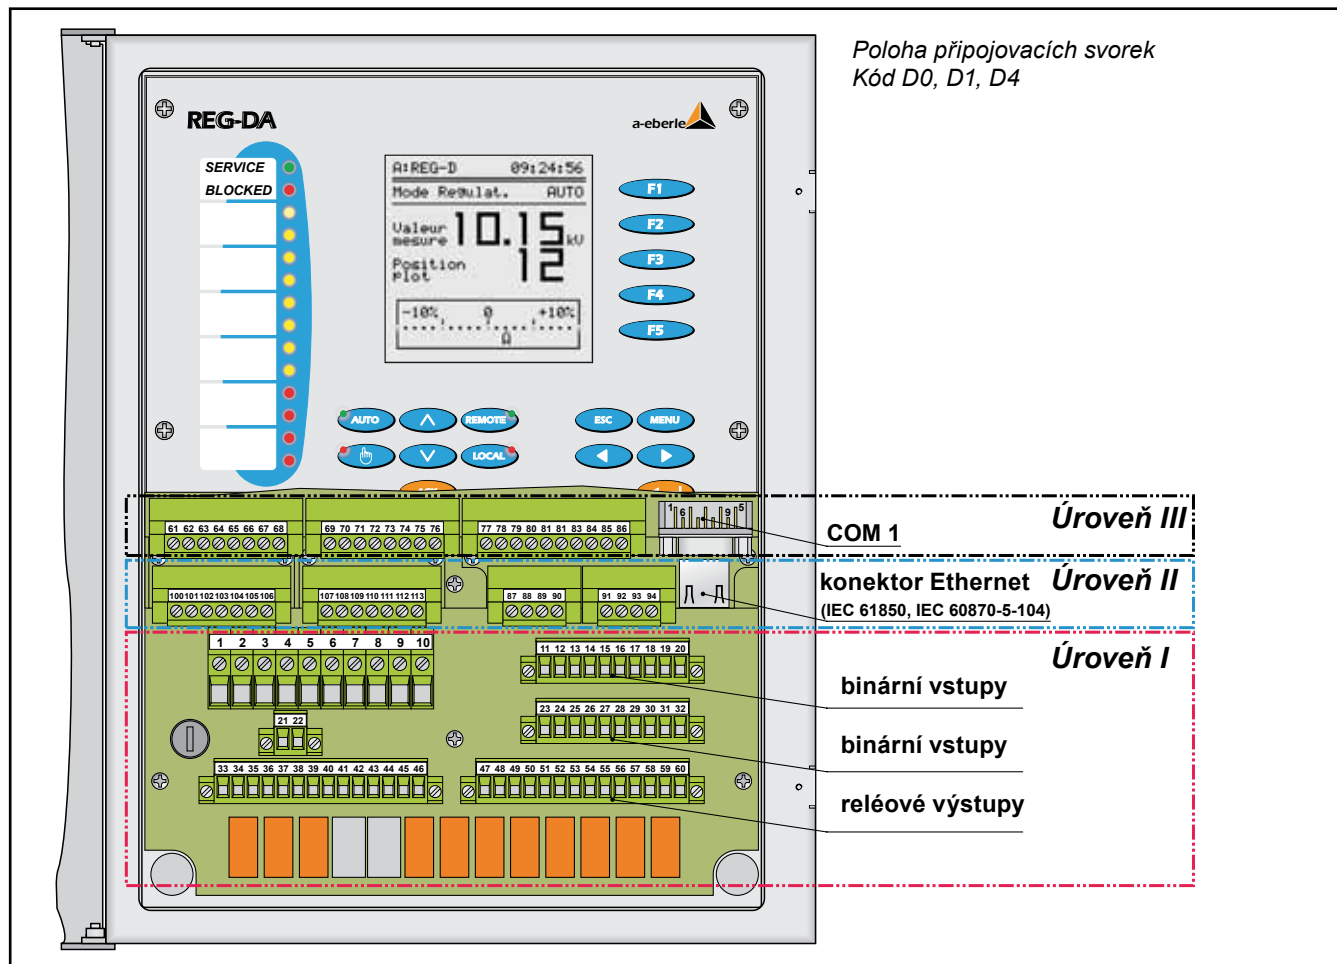 Poloha připojovacích svorek
Kód D0, D1, D4
REG-DA
a-eberle
SERVICE
BLOCKED
A:REG-D 09:24:56
Mode Regulat. AUTO
Valeur
mesure 10.15 kV
Position
plot 12
-10% 0 +10%
F1
F2
F3
F4
F5
AUTO
REMOTE
ESC
MENU
LOCAL
61 62 63 64 65 66 67 68
69 70 71 72 73 74 75 76
77 78 79 80 81 81 83 84 85 86
1 6 9 5
COM 1
Úroveň III
100 101 102 103 104 105 106
107 108 109 110 111 112 113
87 88 89 90
91 92 93 94
konektor Ethernet
(IEC 61850, IEC 60870-5-104)
Úroveň II
1 2 3 4 5 6 7 8 9 10
11 12 13 14 15 16 17 18 19 20
Úroveň I
binární vstupy
21 22
23 24 25 26 27 28 29 30 31 32
binární vstupy
33 34 35 36 37 38 39 40 41 42 43 44 45 46
47 48 49 50 51 52 53 54 55 56 57 58 59 60
reléové výstupy